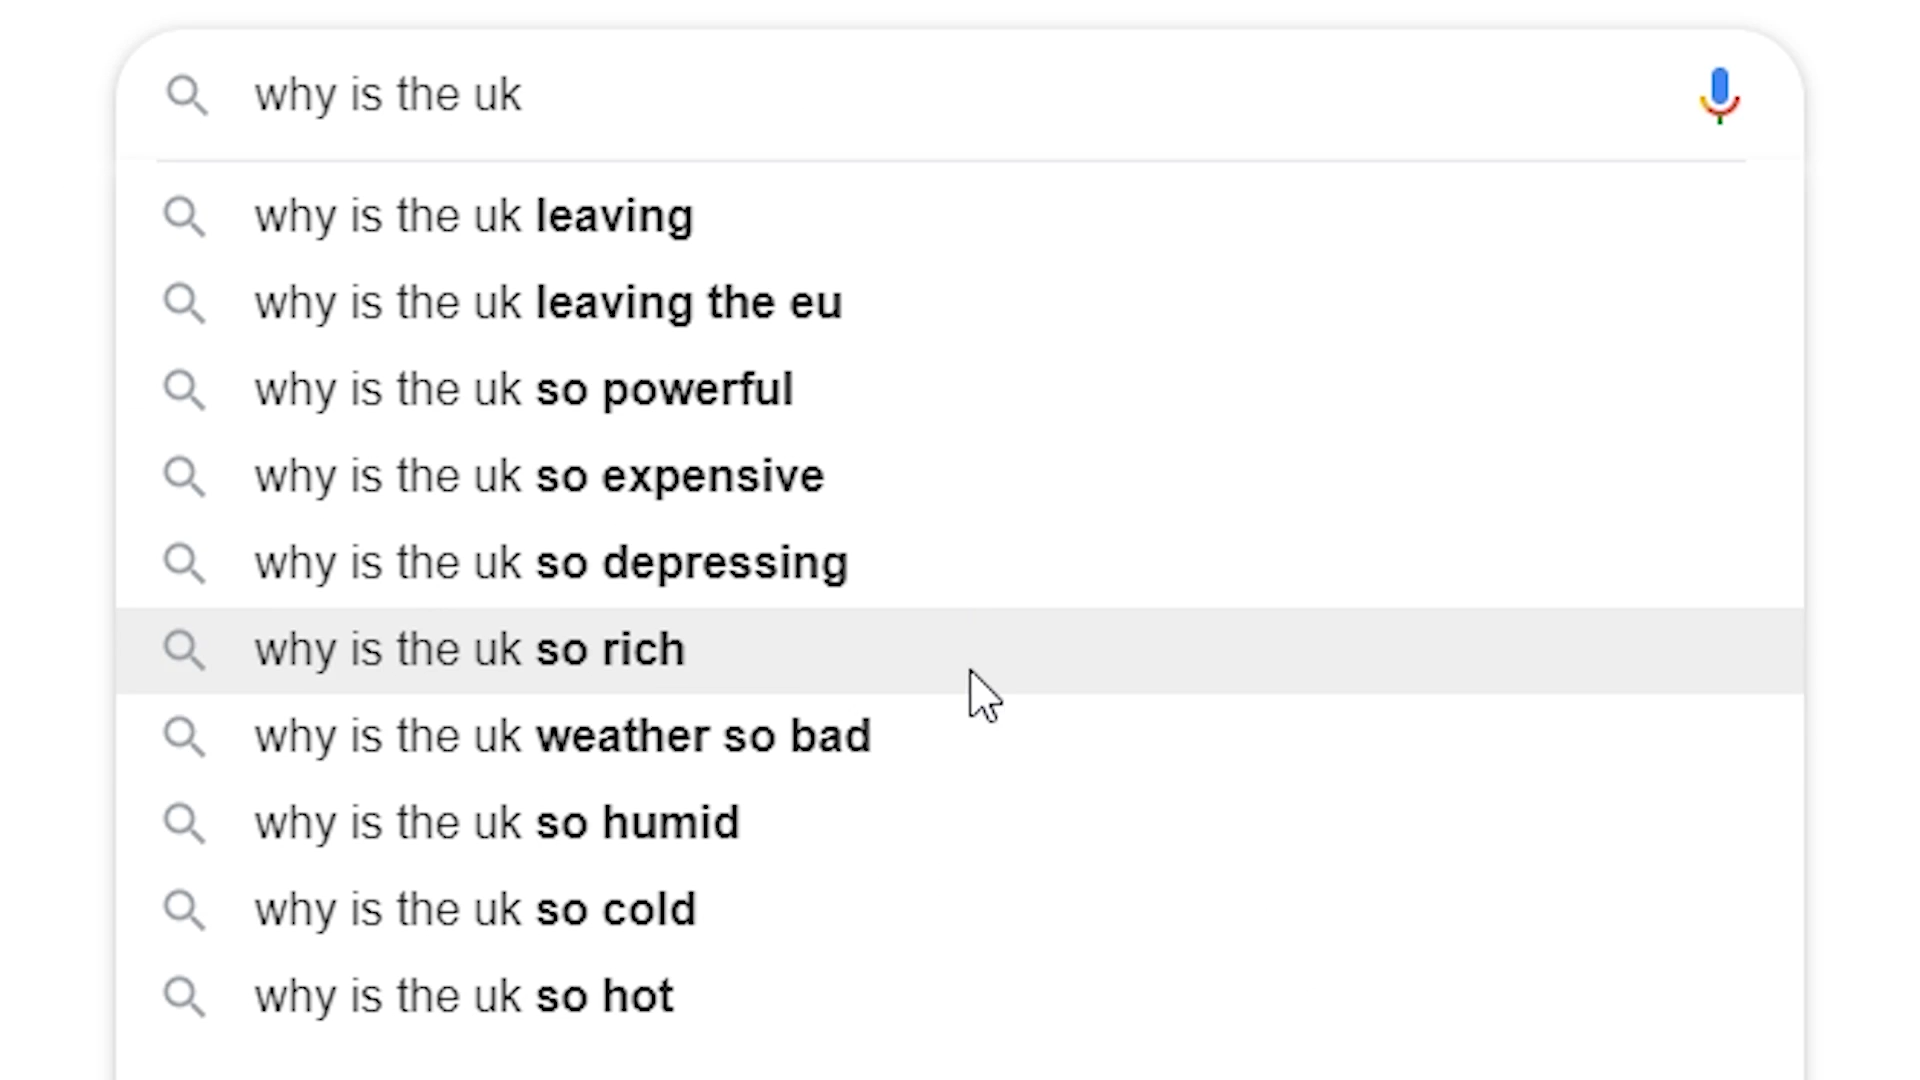 why is the uk
why is the uk leaving
why is the uk leaving the eu
why is the uk so powerful
why is the uk so expensive
why is the uk so depressing
why is the uk so rich
why is the uk weather so bad
why is the uk so humid
why is the uk so cold
why is the uk so hot